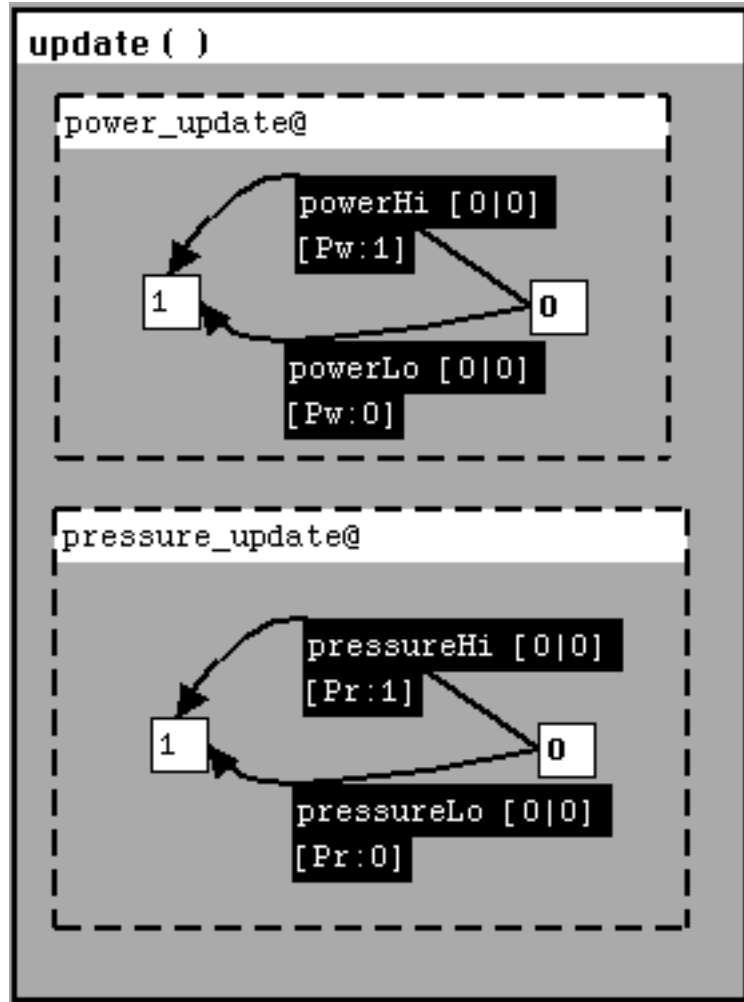 update ( )
power_update@
powerHi [0|0]
[Pw:1]
1
0
powerLo [0|0]
[Pw:0]
pressure_update@
pressureHi [0|0]
[Pr:1]
1
0
pressureLo [0|0]
[Pr:0]